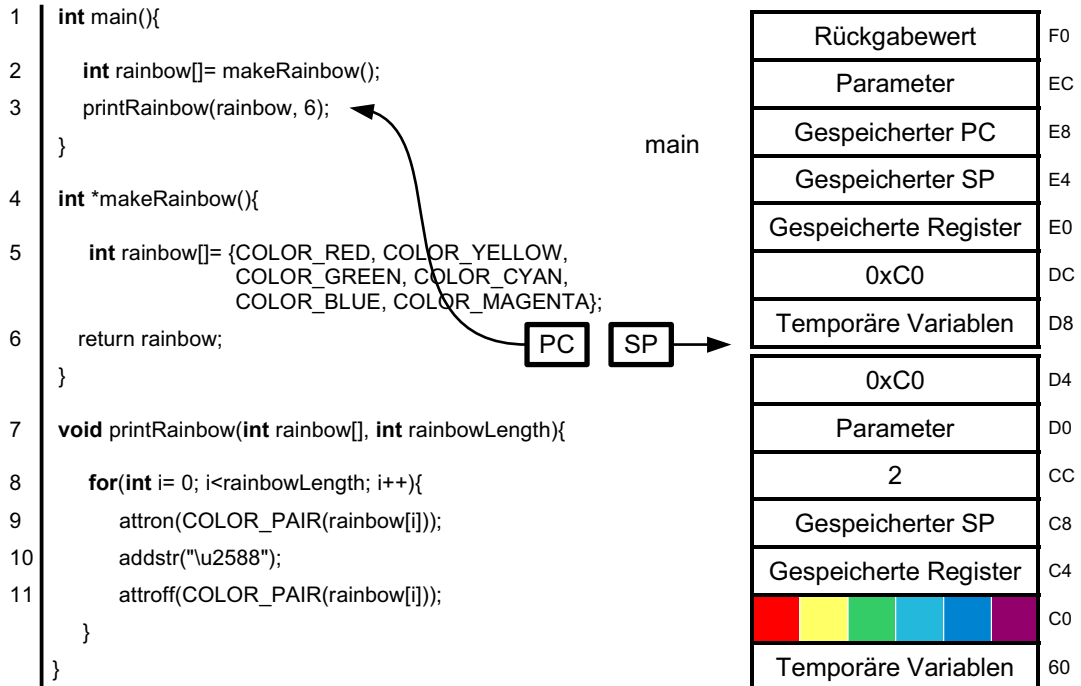 1 int main(){
2 int rainbow[]= makeRainbow();
3 printRainbow(rainbow, 6);
}
4 int *makeRainbow(){
5 int rainbow[]= {COLOR_RED, COLOR_YELLOW,
COLOR_GREEN, COLOR_CYAN,
COLOR_BLUE, COLOR_MAGENTA};
6 return rainbow;
}
7 void printRainbow(int rainbow[], int rainbowLength){
8 for(int i= 0; i<rainbowLength; i++){
9 attron(COLOR_PAIR(rainbow[i]));
10 addstr("\u2588");
11 attroff(COLOR_PAIR(rainbow[i]));
}
}
PC
SP
main
Rückgabewert F0
Parameter EC
Gespeicherter PC E8
Gespeicherter SP E4
Gespeicherte Register E0
0xC0 DC
Temporäre Variablen D8
0xC0 D4
Parameter D0
2 CC
Gespeicherter SP C8
Gespeicherte Register C4
C0
Temporäre Variablen 60